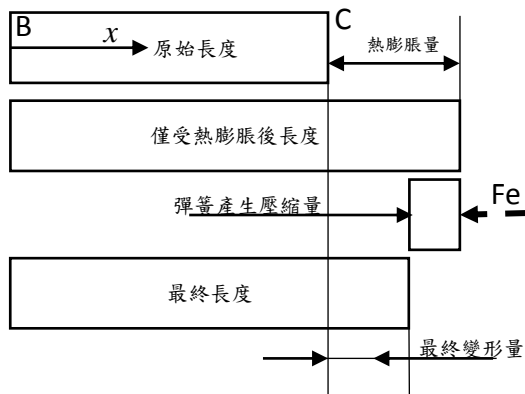 B
C
x
原始長度
熱膨脹量
僅受熱膨脹後長度
彈簧產生壓縮量
Fe
最終長度
最終變形量